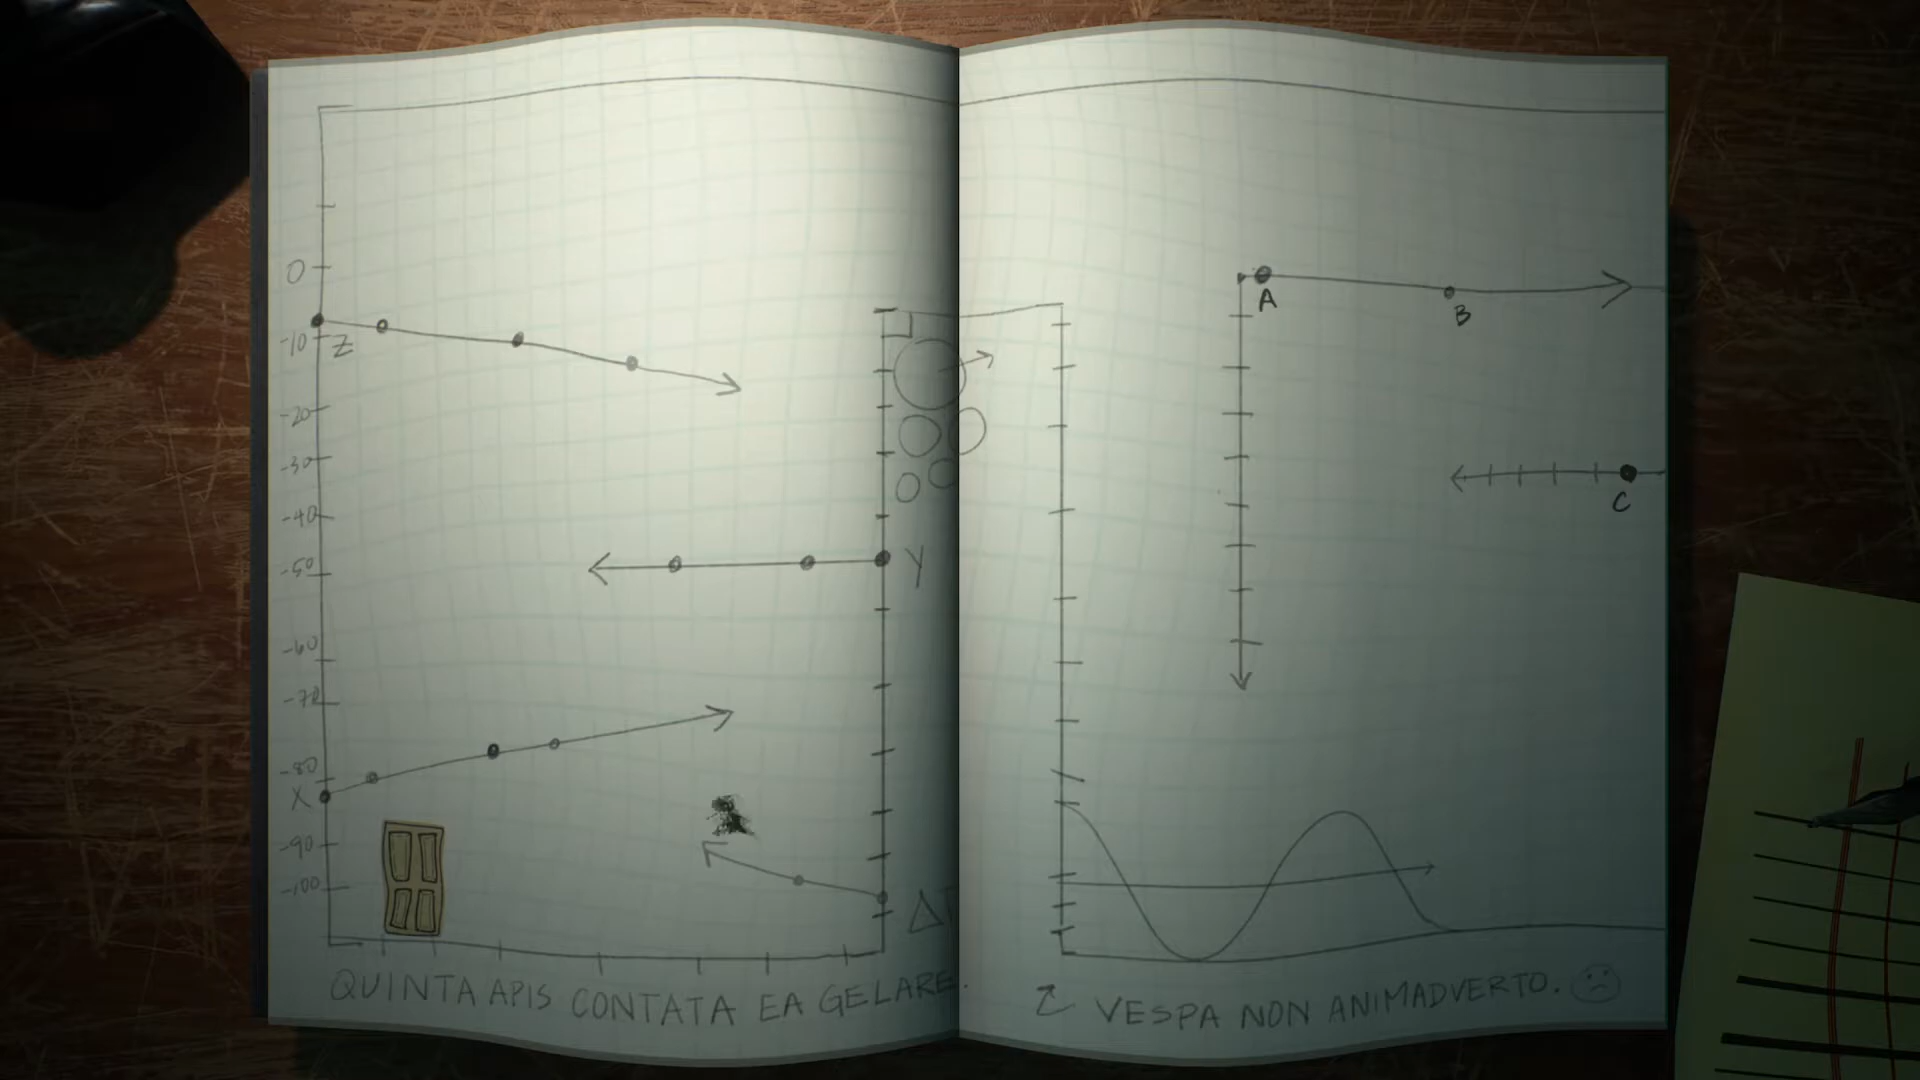 0
-10
Z
-20
-30
-40
-50
Y
-60
-70
-80
X
-90
-100
A
B
C
QUINTA APIS CONTATA EA GELARE.
VESPA NON ANIMADVERTO.